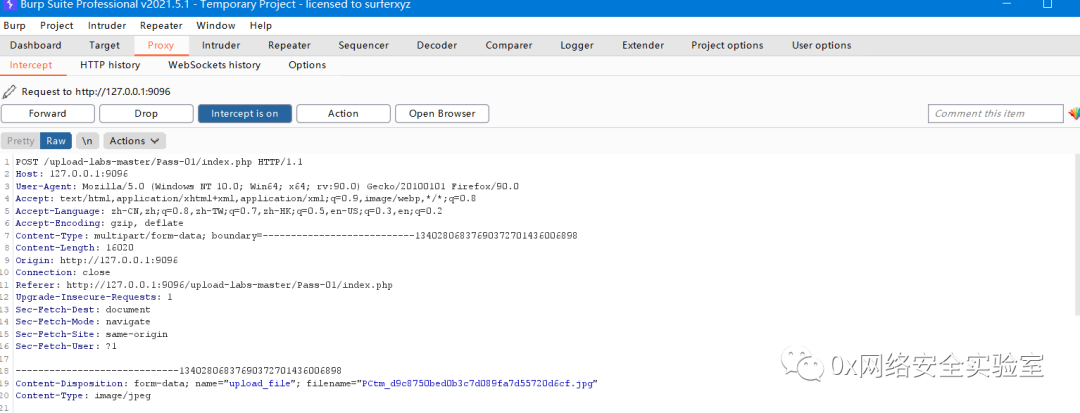 Burp Suite Professional v2021.5.1 - Temporary Project - licensed to surferxyz
Burp Project Intruder Repeater Window Help
Dashboard Target Proxy Intruder Repeater Sequencer Decoder Comparer Logger Extender Project options User options
Intercept HTTP history WebSockets history Options
Request to http://127.0.0.1:9096
Forward Drop Intercept is on Action Open Browser Comment this item
Pretty Raw \n Actions
1 POST /upload-labs-master/Pass-01/index.php HTTP/1.1
2 Host: 127.0.0.1:9096
3 User-Agent: Mozilla/5.0 (Windows NT 10.0; Win64; x64; rv:90.0) Gecko/20100101 Firefox/90.0
4 Accept: text/html,application/xhtml+xml,application/xml;q=0.9,image/webp,*/*;q=0.8
5 Accept-Language: zh-CN,zh;q=0.8,zh-TW;q=0.7,zh-HK;q=0.5,en-US;q=0.3,en;q=0.2
6 Accept-Encoding: gzip, deflate
7 Content-Type: multipart/form-data; boundary=---------------------------134028068376903727014360068​98
8 Content-Length: 16020
9 Origin: http://127.0.0.1:9096
10 Connection: close
11 Referer: http://127.0.0.1:9096/upload-labs-master/Pass-01/index.php
12 Upgrade-Insecure-Requests: 1
13 Sec-Fetch-Dest: document
14 Sec-Fetch-Mode: navigate
15 Sec-Fetch-Site: same-origin
16 Sec-Fetch-User: ?1
17
18 -----------------------------13402806837690372701436006898
19 Content-Disposition: form-data; name="upload_file"; filename="PCtm_d9c8750bed0b3c7d089fa7d55720d6cf.jpg"
20 Content-Type: image/jpeg
21
0x网络安全实验室